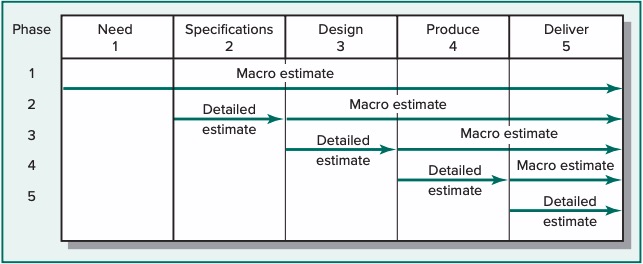 Phase Need Specifications Design Produce Deliver
1 2 3 4 5
1 Macro estimate
2 Detailed estimate Macro estimate
3 Detailed estimate Macro estimate
4 Detailed estimate Macro estimate
5 Detailed estimate